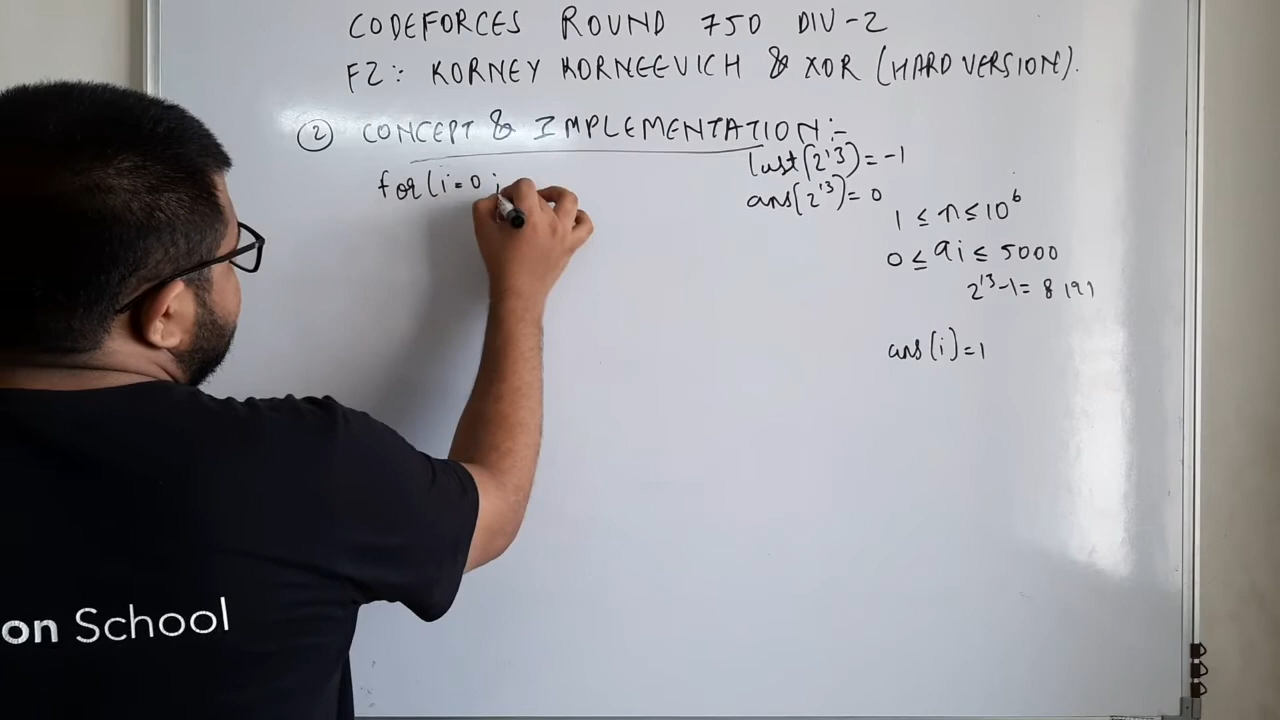 CODEFORCES ROUND 750 DIV-2
F2:- KORNEY KORNEEVICH & XOR (HARD VERSION).
② CONCEPT & IMPLEMENTATION:-
last(2^13) = -1
for(i=0;
ans(2^13) = 0
1 ≤ n ≤ 10^6
0 ≤ ai ≤ 5000
2^13-1 = 8191
ans(i)=1
on School